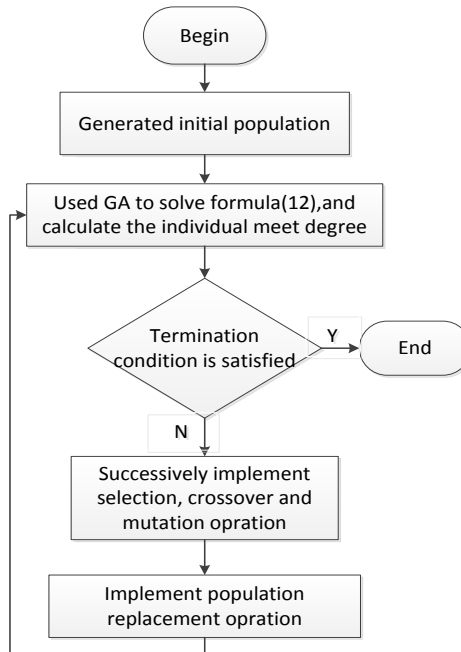 Begin
Generated initial population
Used GA to solve formula(12),and
calculate the individual meet degree
Termination
condition is satisfied
Y
End
N
Successively implement
selection, crossover and
mutation opration
Implement population
replacement opration